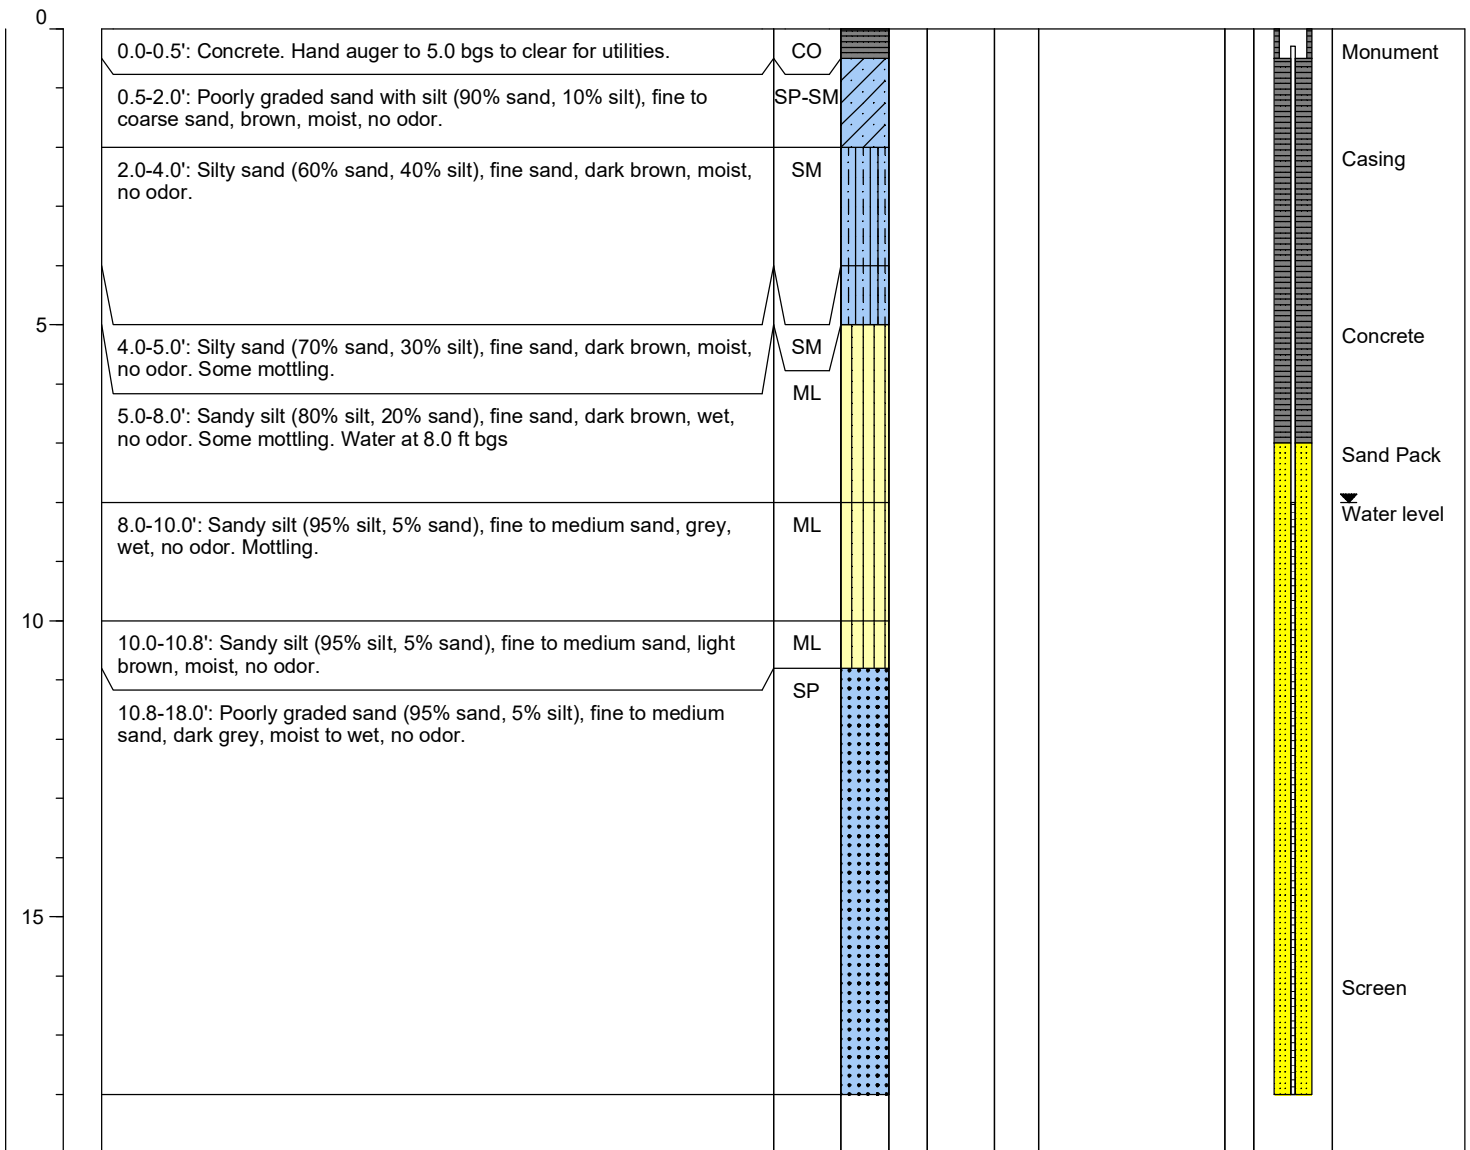 0
0.0-0.5': Concrete. Hand auger to 5.0 bgs to clear for utilities.
CO
Monument
0.5-2.0': Poorly graded sand with silt (90% sand, 10% silt), fine to
coarse sand, brown, moist, no odor.
SP-SM
Casing
2.0-4.0': Silty sand (60% sand, 40% silt), fine sand, dark brown, moist,
no odor.
SM
5
Concrete
4.0-5.0': Silty sand (70% sand, 30% silt), fine sand, dark brown, moist,
no odor. Some mottling.
SM
ML
5.0-8.0': Sandy silt (80% silt, 20% sand), fine sand, dark brown, wet,
no odor. Some mottling. Water at 8.0 ft bgs
Sand Pack
Water level
8.0-10.0': Sandy silt (95% silt, 5% sand), fine to medium sand, grey,
wet, no odor. Mottling.
ML
10
10.0-10.8': Sandy silt (95% silt, 5% sand), fine to medium sand, light
brown, moist, no odor.
ML
SP
10.8-18.0': Poorly graded sand (95% sand, 5% silt), fine to medium
sand, dark grey, moist to wet, no odor.
15
Screen